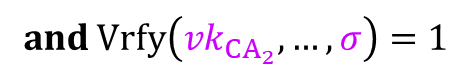 and Vrfy(𝑣𝑘_CA₂, …, 𝜎) = 1